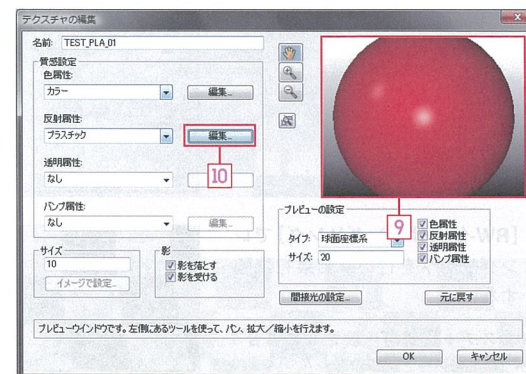 テクスチャの編集
名前: TEST_PLA_01
質感設定
色属性:
カラー
編集...
反射属性:
プラスチック
編集...
10
透明属性:
なし
バンプ属性:
なし
編集...
サイズ
10
イメージで設定...
影
影を落とす
影を受ける
9
プレビューの設定
タイプ: 球面座標系
サイズ: 20
色属性
反射属性
透明属性
バンプ属性
間接光の設定...
元に戻す
プレビューウインドウです。左側にあるツールを使って、パン、拡大/縮小を行えます。
OK
キャンセル